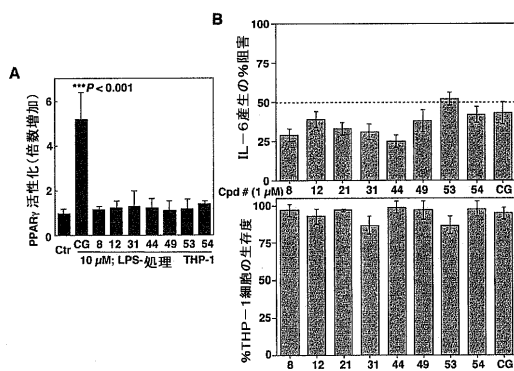 A
***P < 0.001
PPARγ 活性化(倍数増加)
6
4
2
0
Ctr CG 8 12 31 44 49 53 54
10 μM; LPS-処理 THP-1
B
IL-6産生の%阻害
100
75
50
25
0
Cpd # (1 μM)
8 12 21 31 44 49 53 54 CG
%THP-1細胞の生存度
100
75
50
25
0
8 12 21 31 44 49 53 54 CG